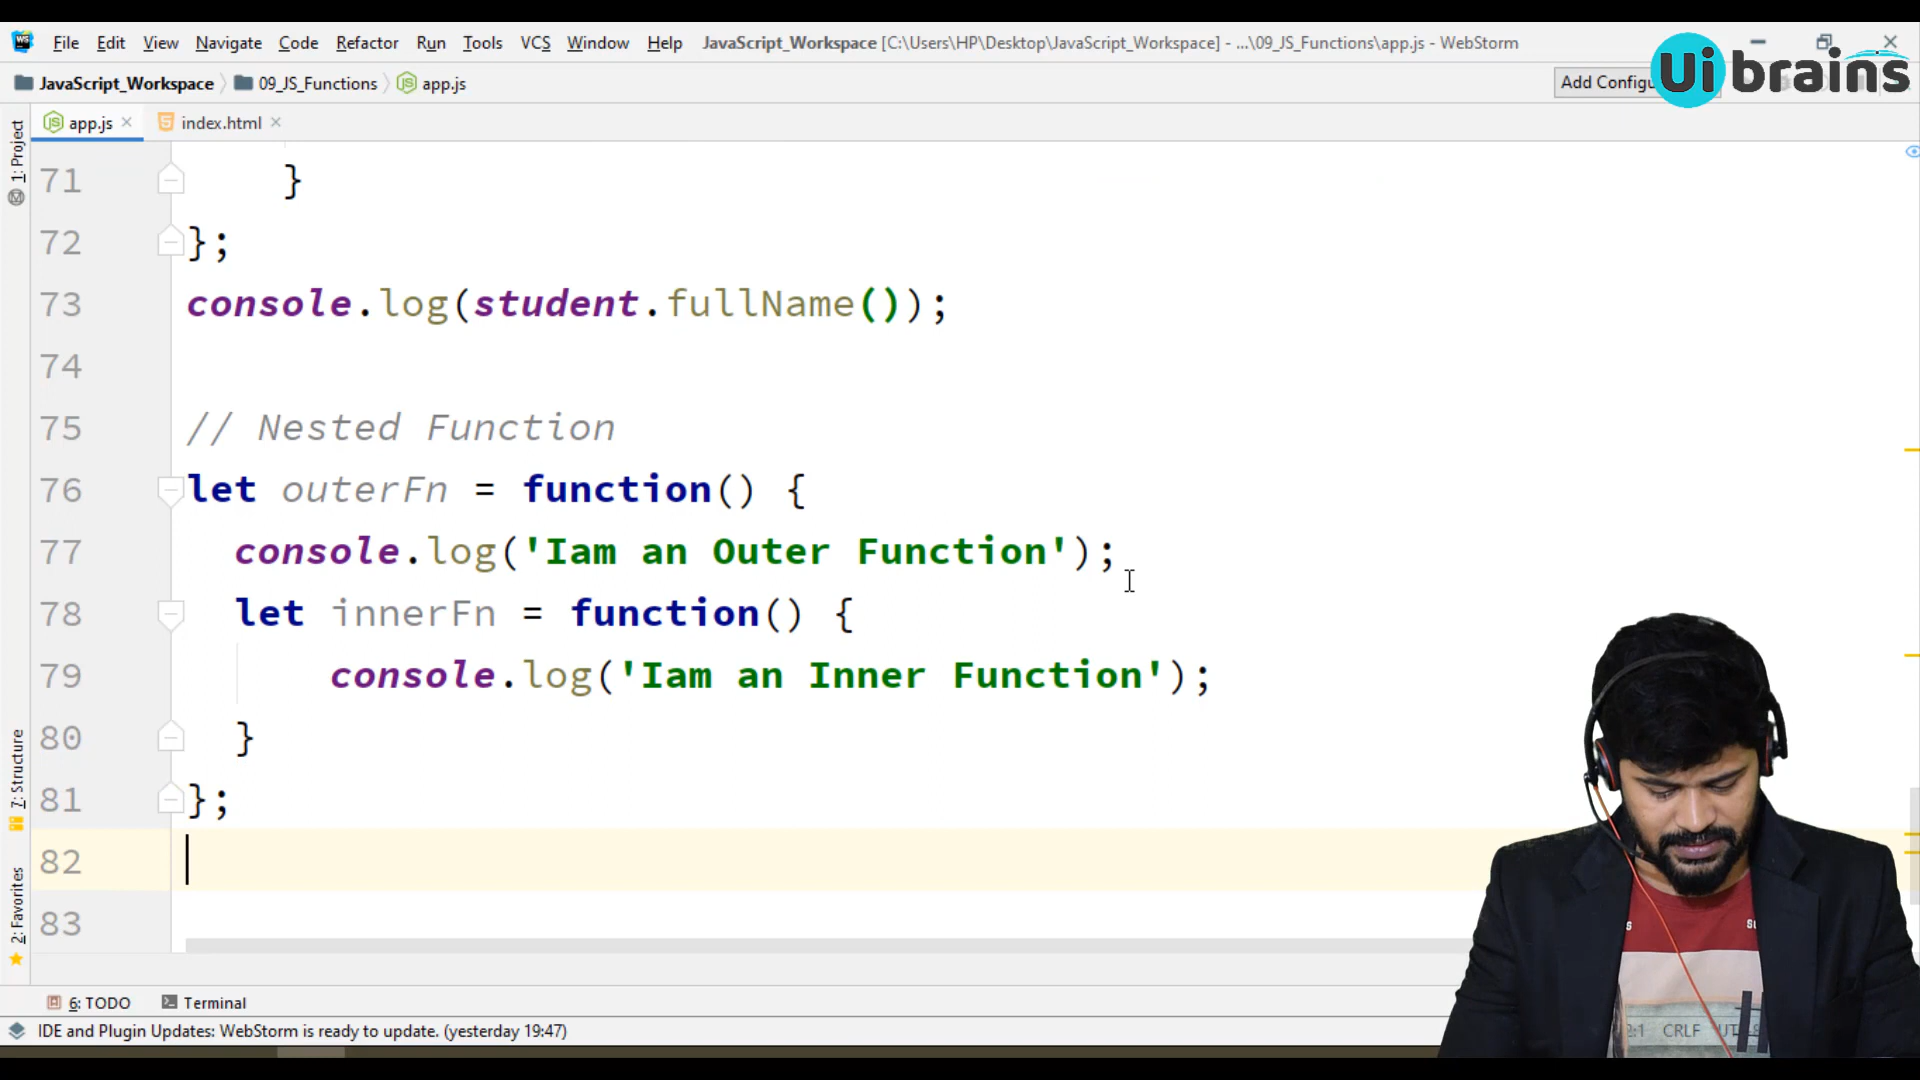 File Edit View Navigate Code Refactor Run Tools VCS Window Help JavaScript_Workspace [C:\Users\HP\Desktop\JavaScript_Workspace] - ...\09_JS_Functions\app.js - WebStorm
JavaScript_Workspace 09_JS_Functions app.js Add Configu
Ui brains
app.js index.html
1: Project
7: Structure
2: Favorites
71 }
72 };
73 console.log(student.fullName());
74
75 // Nested Function
76 let outerFn = function() {
77 console.log('Iam an Outer Function');
78 let innerFn = function() {
79 console.log('Iam an Inner Function');
80 }
81 };
82
83
6: TODO Terminal
IDE and Plugin Updates: WebStorm is ready to update. (yesterday 19:47) CRLF